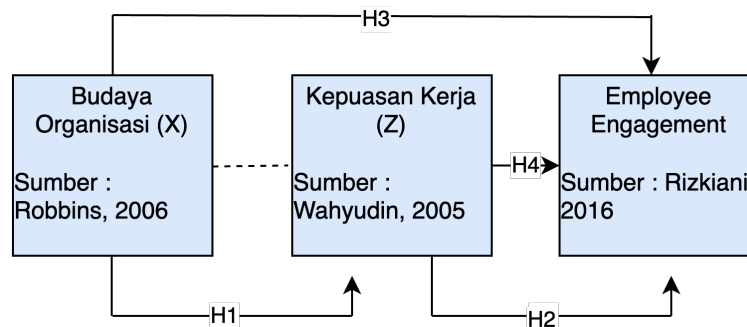 H3
Budaya
Organisasi (X)
Sumber :
Robbins, 2006
Kepuasan Kerja
(Z)
Sumber :
Wahyudin, 2005
H4
Employee
Engagement
Sumber : Rizkiani
2016
H1
H2